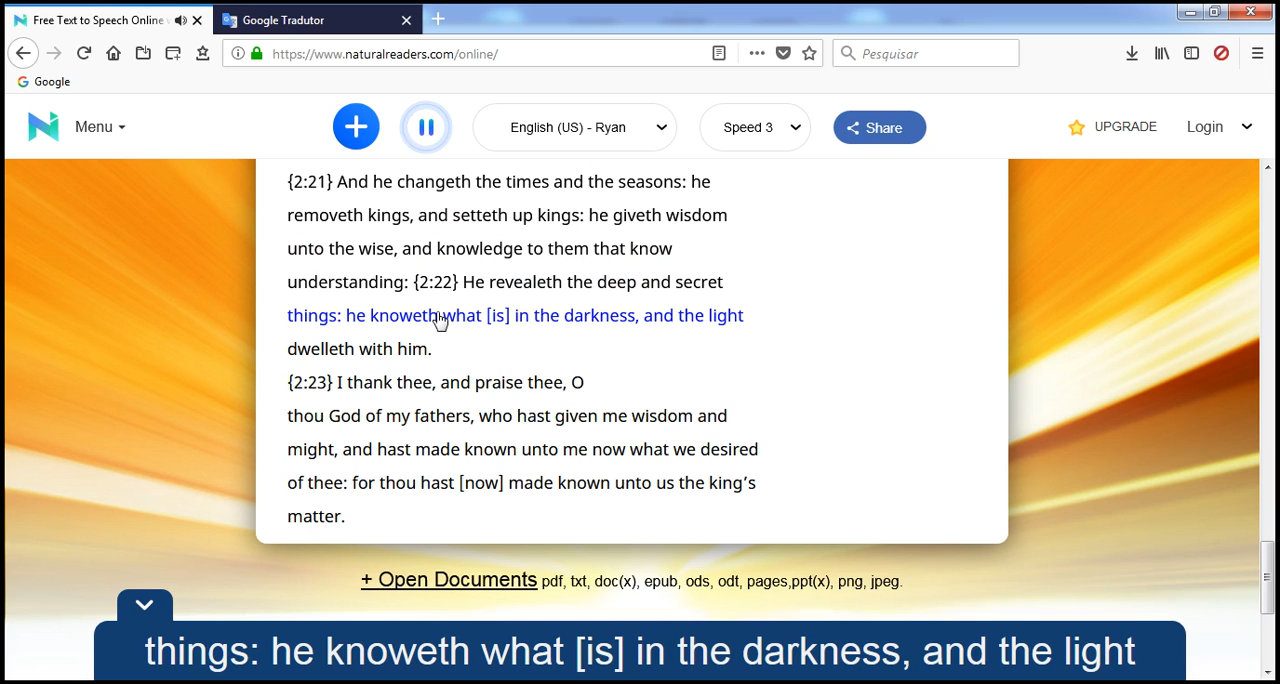 Free Text to Speech Online
Google Tradutor
https://www.naturalreaders.com/online/
Pesquisar
Google
Menu
English (US) - Ryan
Speed 3
Share
UPGRADE
Login
{2:21} And he changeth the times and the seasons: he
removeth kings, and setteth up kings: he giveth wisdom
unto the wise, and knowledge to them that know
understanding: {2:22} He revealeth the deep and secret
things: he knoweth what [is] in the darkness, and the light
dwelleth with him.
{2:23} I thank thee, and praise thee, O
thou God of my fathers, who hast given me wisdom and
might, and hast made known unto me now what we desired
of thee: for thou hast [now] made known unto us the king's
matter.
+ Open Documents pdf, txt, doc(x), epub, ods, odt, pages,ppt(x), png, jpeg.
things: he knoweth what [is] in the darkness, and the light